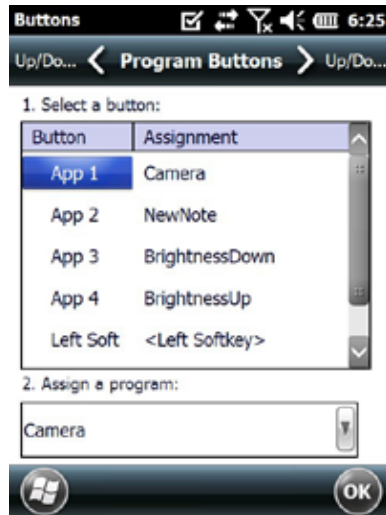 Buttons 6:25
Up/Do... Program Buttons Up/Do...
1. Select a button:
Button Assignment
App 1 Camera
App 2 NewNote
App 3 BrightnessDown
App 4 BrightnessUp
Left Soft <Left Softkey>
2. Assign a program:
Camera
OK